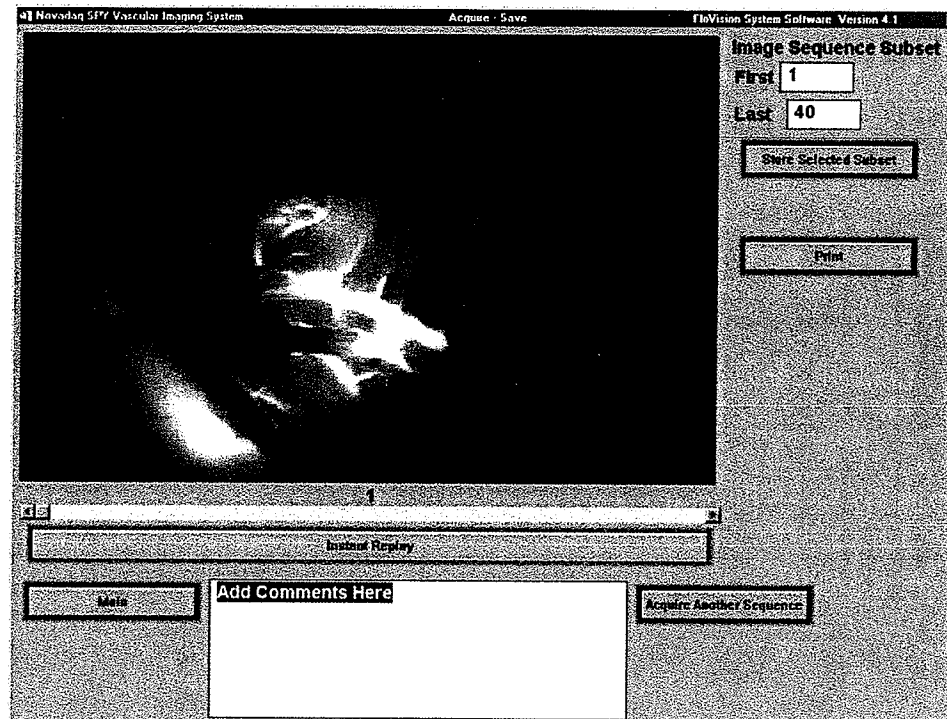 Novadaq SPY Vascular Imaging System Acquire - Save FloVision System Software Version 4.1
Image Sequence Subset
First 1
Last 40
Store Selected Subset
Print
1
Instant Replay
Main
Add Comments Here
Acquire Another Sequence